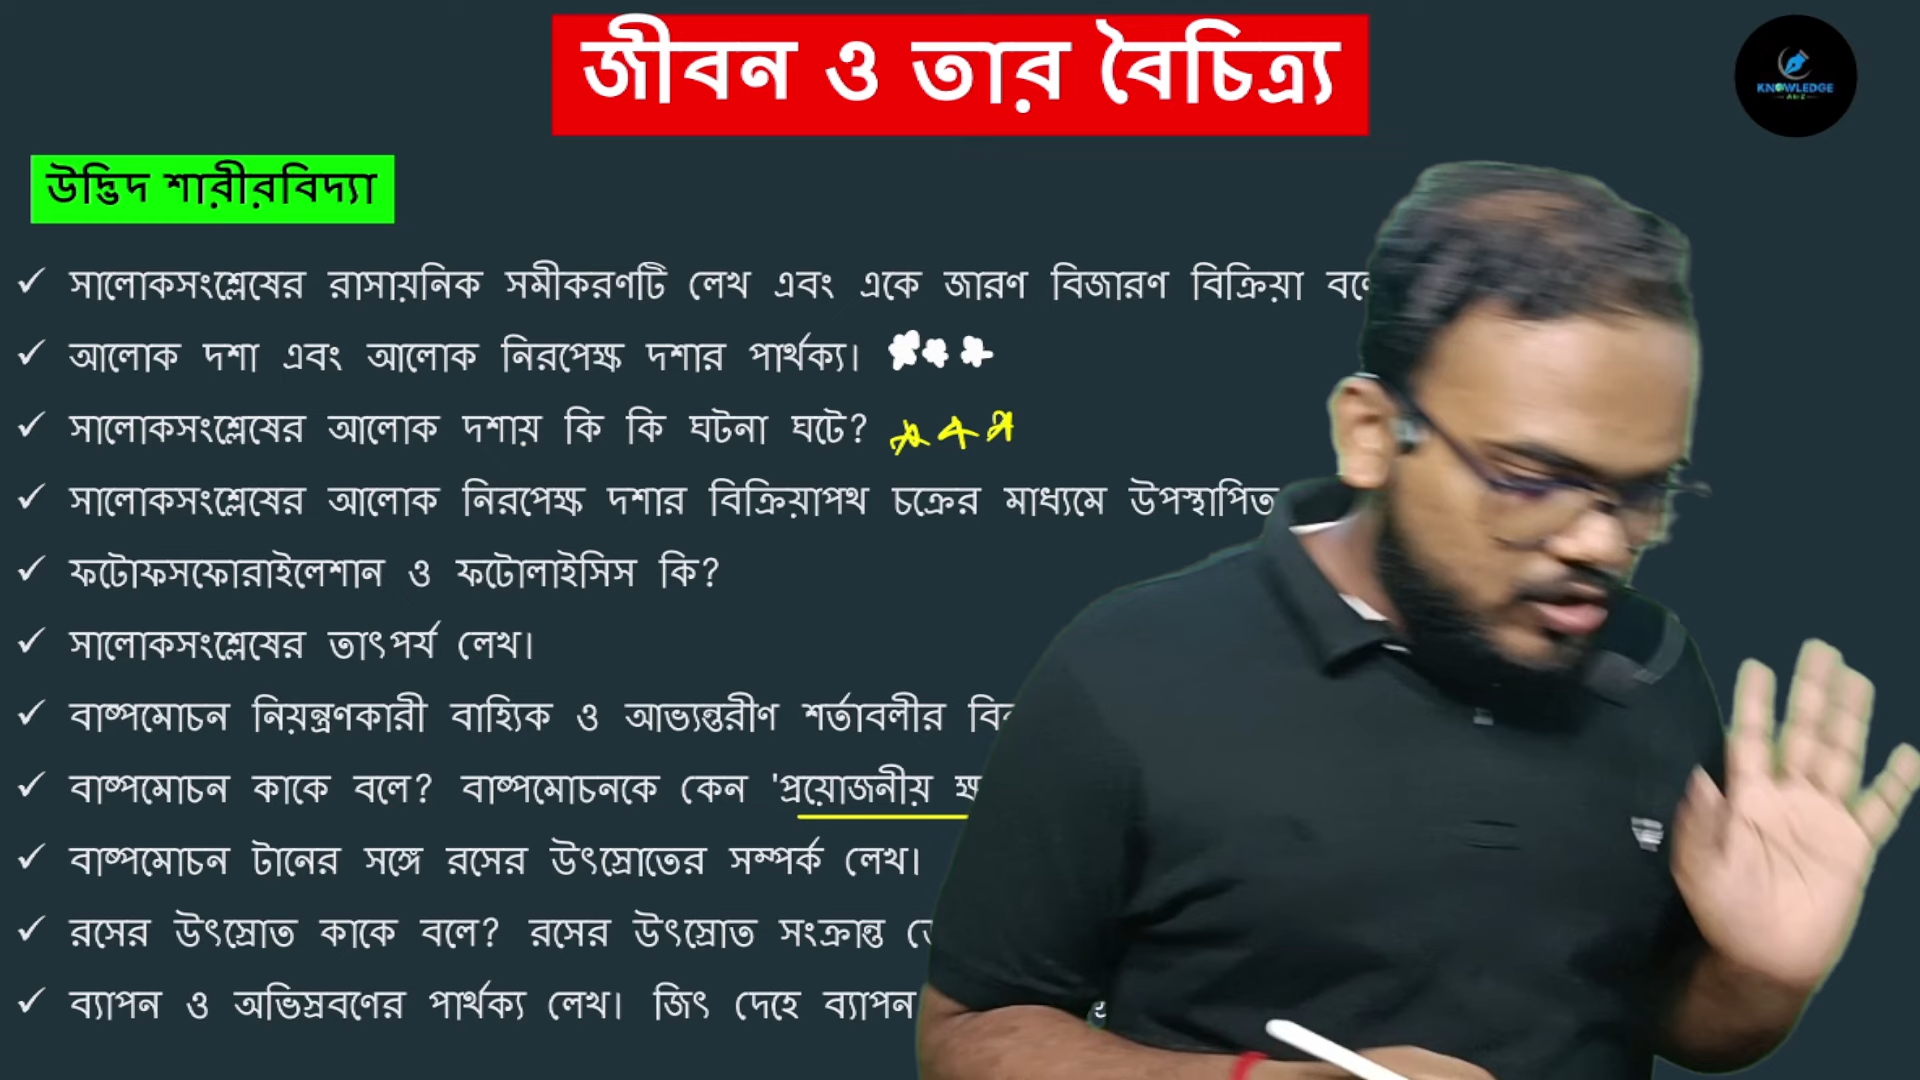 জীবন ও তার বৈচিত্র্য
KNOWLEDGE
উদ্ভিদ শারীরবিদ্যা
✓ সালোকসংশ্লেষের রাসায়নিক সমীকরণটি লেখ এবং একে জারণ বিজারণ বিক্রিয়া
✓ আলোক দশা এবং আলোক নিরপেক্ষ দশার পার্থক্য।
✓ সালোকসংশ্লেষের আলোক দশায় কি কি ঘটনা ঘটে?
✓ সালোকসংশ্লেষের আলোক নিরপেক্ষ দশার বিক্রিয়াপথ চক্রের মাধ্যমে উপস্থাপিত
✓ ফটোফসফোরাইলেশান ও ফটোলাইসিস কি?
✓ সালোকসংশ্লেষের তাৎপর্য লেখ।
✓ বাষ্পমোচন নিয়ন্ত্রণকারী বাহ্যিক ও আভ্যন্তরীণ শর্তাবলীর
✓ বাষ্পমোচন কাকে বলে? বাষ্পমোচনকে কেন 'প্রয়োজনীয়
✓ বাষ্পমোচন টানের সঙ্গে রসের উৎস্রোতের সম্পর্ক লেখ।
✓ রসের উৎস্রোত কাকে বলে? রসের উৎস্রোত সংক্রান্ত
✓ ব্যাপন ও অভিস্রবণের পার্থক্য লেখ। জিৎ দেহে ব্যাপন